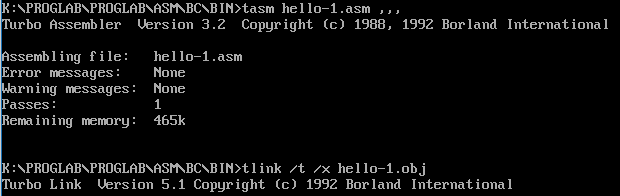 K:\PROGLAB\PROGLAB\ASM\BC\BIN>tasm hello-1.asm ,,,
Turbo Assembler  Version 3.2  Copyright (c) 1988, 1992 Borland International
Assembling file:   hello-1.asm
Error messages:    None
Warning messages:  None
Passes:            1
Remaining memory:  465k
K:\PROGLAB\PROGLAB\ASM\BC\BIN>tlink /t /x hello-1.obj
Turbo Link  Version 5.1 Copyright (c) 1992 Borland International